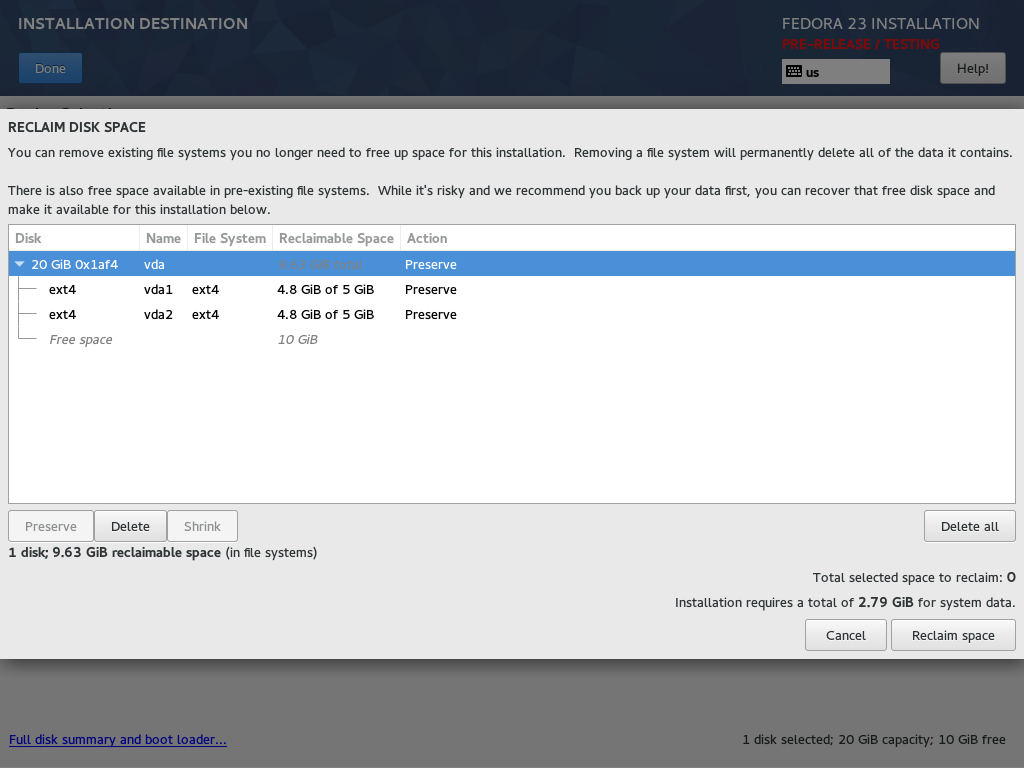 INSTALLATION DESTINATION
FEDORA 23 INSTALLATION
PRE-RELEASE / TESTING
Done
us
Help!
RECLAIM DISK SPACE
You can remove existing file systems you no longer need to free up space for this installation. Removing a file system will permanently delete all of the data it contains.
There is also free space available in pre-existing file systems. While it's risky and we recommend you back up your data first, you can recover that free disk space and
make it available for this installation below.
Disk Name File System Reclaimable Space Action
20 GiB 0x1af4 vda 9.63 GiB total Preserve
ext4 vda1 ext4 4.8 GiB of 5 GiB Preserve
ext4 vda2 ext4 4.8 GiB of 5 GiB Preserve
Free space 10 GiB
Preserve Delete Shrink Delete all
1 disk; 9.63 GiB reclaimable space (in file systems)
Total selected space to reclaim: 0
Installation requires a total of 2.79 GiB for system data.
Cancel Reclaim space
Full disk summary and boot loader... 1 disk selected; 20 GiB capacity; 10 GiB free